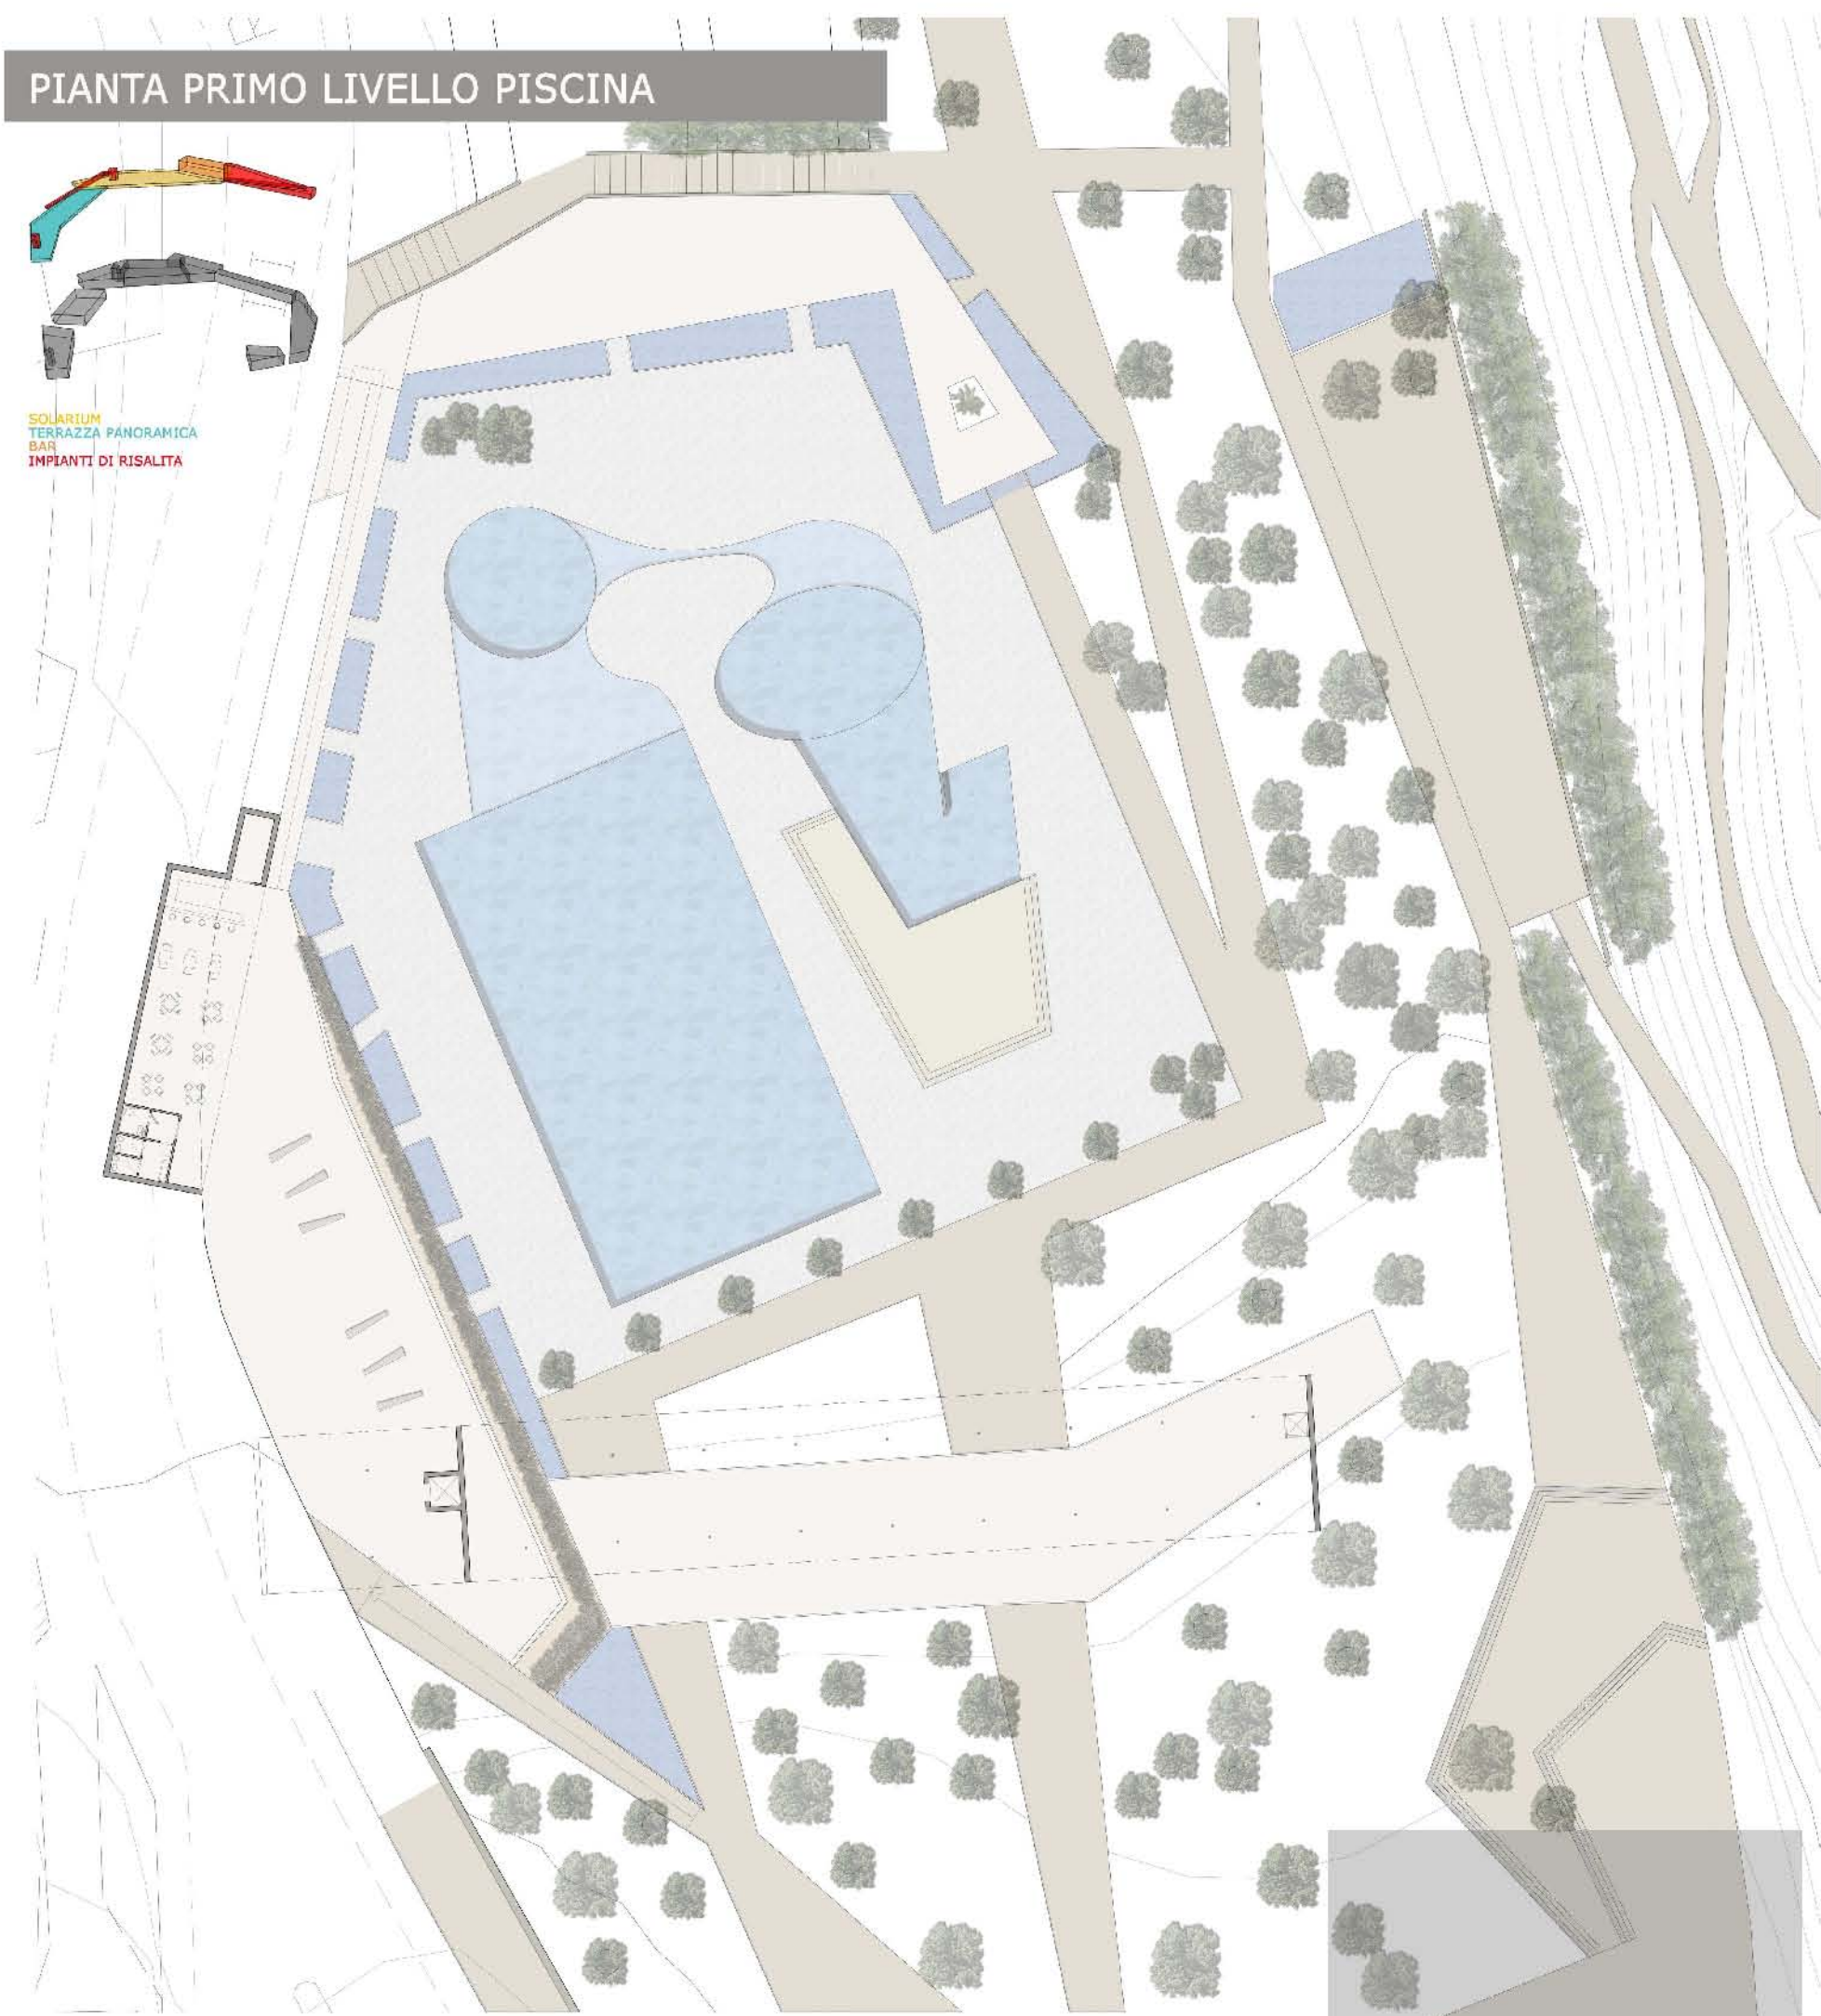 PIANTA PRIMO LIVELLO PISCINA
SOLARIUM
TERRAZZA PANORAMICA
BAR
IMPIANTI DI RISALITA